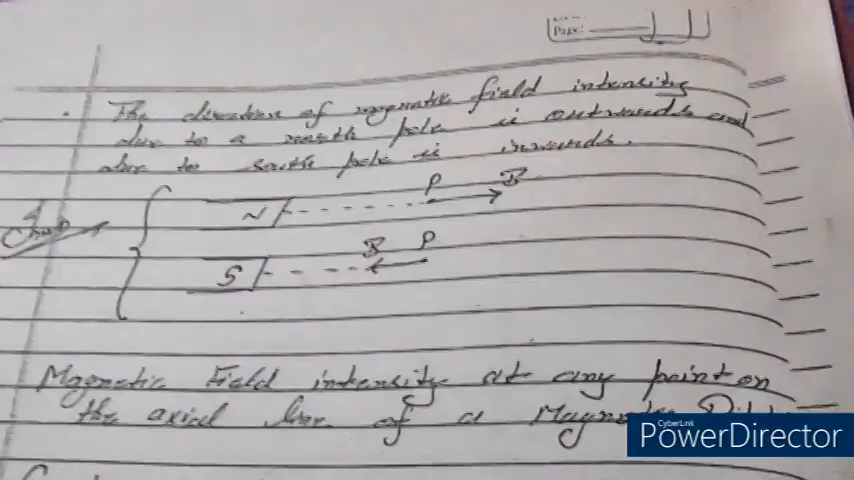 Page:
The direction of magnetic field intensity
due to a north pole is outwards and
due to south pole is inwards.
P B
N
B P
S
Magnetic Field intensity at any point on
the axial line of a Magnetic
CyberLink
PowerDirector